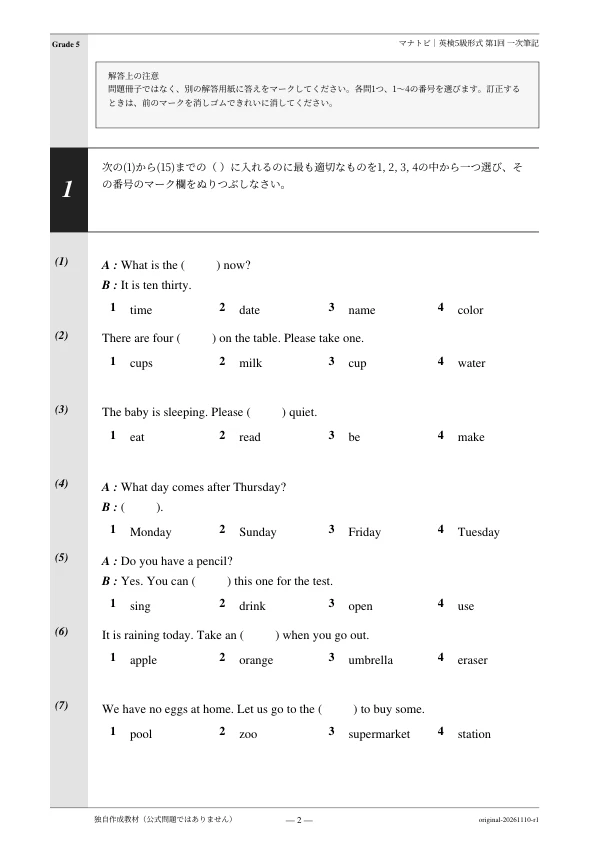 Grade 5
マナトビ｜英検5級形式 第1回 一次筆記
解答上の注意
問題冊子ではなく、別の解答用紙に答えをマークしてください。各問1つ、1〜4の番号を選びます。訂正する
ときは、前のマークを消しゴムできれいに消してください。
1
次の(1)から(15)までの（ ）に入れるのに最も適切なものを1, 2, 3, 4の中から一つ選び、そ
の番号のマーク欄をぬりつぶしなさい。
(1)
A : What is the ( ) now?
B : It is ten thirty.
1 time 2 date 3 name 4 color
(2)
There are four ( ) on the table. Please take one.
1 cups 2 milk 3 cup 4 water
(3)
The baby is sleeping. Please ( ) quiet.
1 eat 2 read 3 be 4 make
(4)
A : What day comes after Thursday?
B : ( ).
1 Monday 2 Sunday 3 Friday 4 Tuesday
(5)
A : Do you have a pencil?
B : Yes. You can ( ) this one for the test.
1 sing 2 drink 3 open 4 use
(6)
It is raining today. Take an ( ) when you go out.
1 apple 2 orange 3 umbrella 4 eraser
(7)
We have no eggs at home. Let us go to the ( ) to buy some.
1 pool 2 zoo 3 supermarket 4 station
独自作成教材（公式問題ではありません）
— 2 —
original-20261110-r1